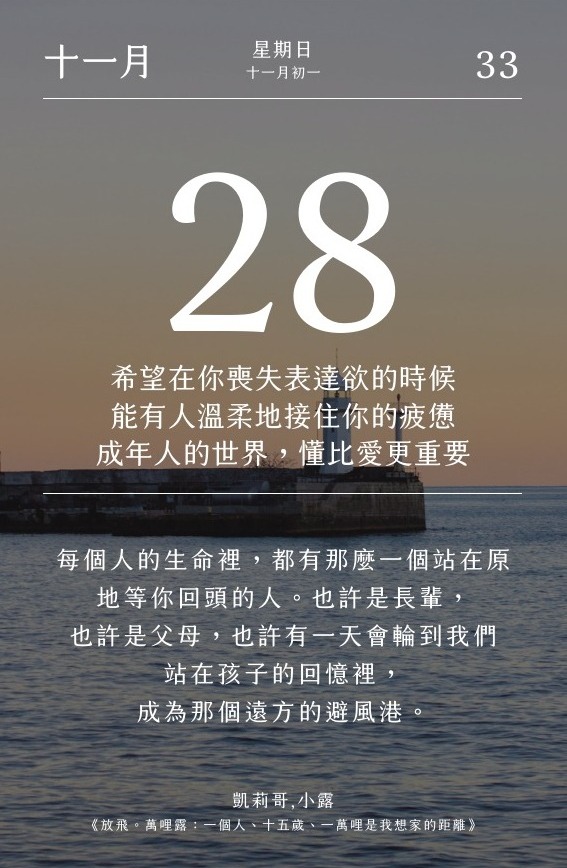 十一月
星期日
十一月初一
33
28
希望在你喪失表達欲的時候
能有人溫柔地接住你的疲憊
成年人的世界，懂比愛更重要
每個人的生命裡，都有那麼一個站在原
地等你回頭的人。也許是長輩，
也許是父母，也許有一天會輪到我們
站在孩子的回憶裡，
成為那個遠方的避風港。
凱莉哥,小露
《放飛。萬哩露：一個人、十五歲、一萬哩是我想家的距離》